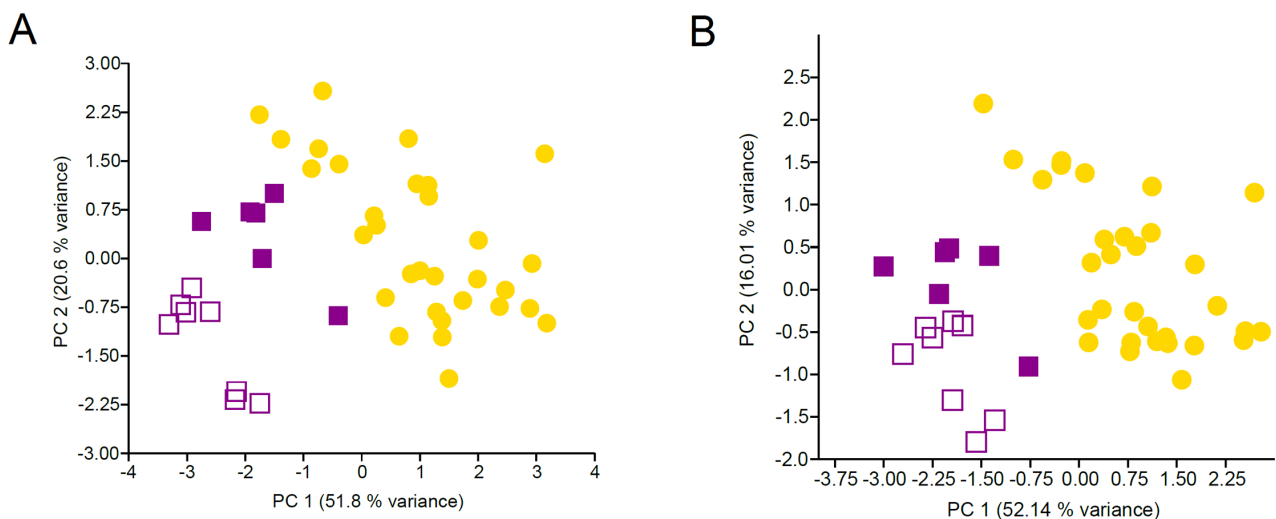 A
3.00
2.25
1.50
0.75
0.00
-0.75
-1.50
-2.25
-3.00
PC 2 (20.6 % variance)
-4 -3 -2 -1 0 1 2 3 4
PC 1 (51.8 % variance)
B
2.5
2.0
1.5
1.0
0.5
0.0
-0.5
-1.0
-1.5
-2.0
PC 2 (16.01 % variance)
-3.75 -3.00 -2.25 -1.50 -0.75 0.00 0.75 1.50 2.25
PC 1 (52.14 % variance)